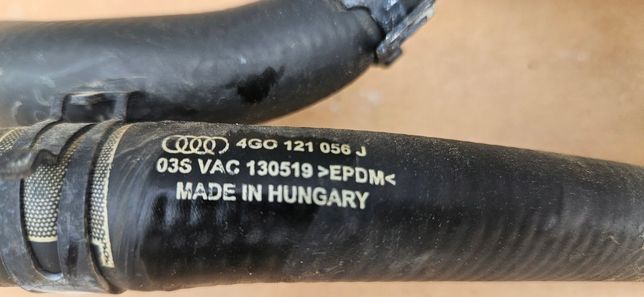 4G0 121 056 J
03S VAC 130519 >EPDM<
MADE IN HUNGARY